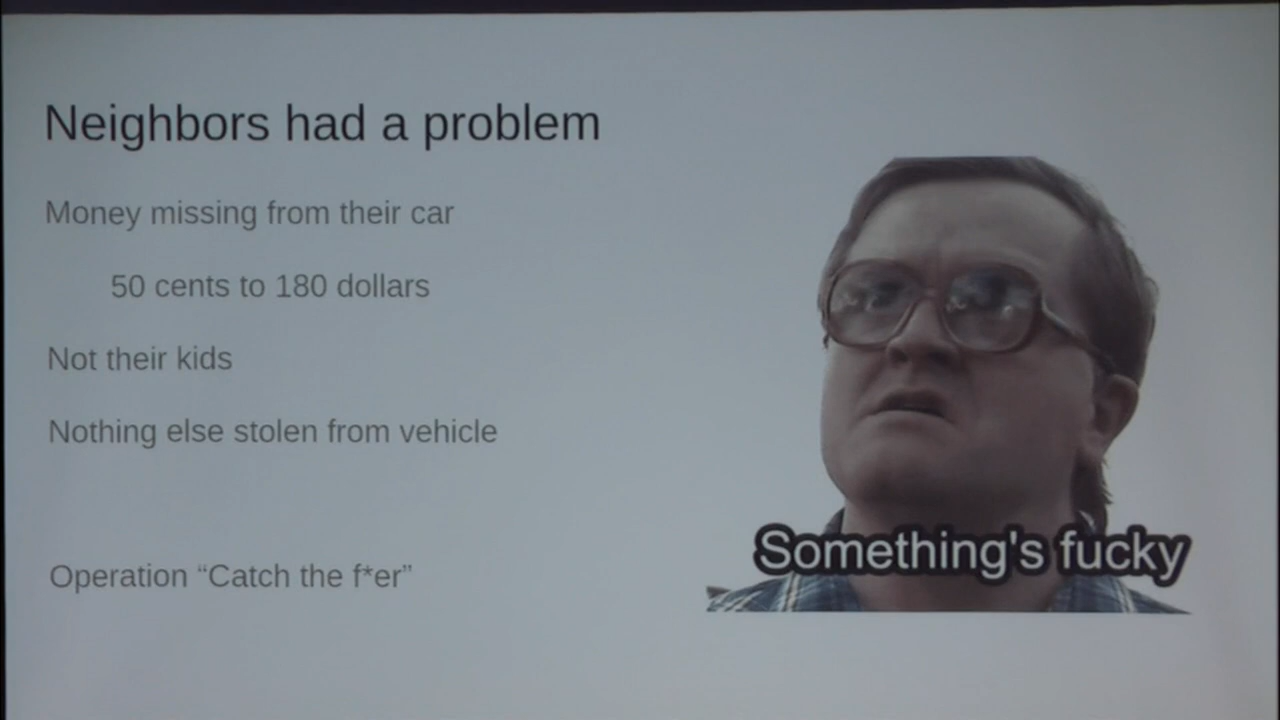 Neighbors had a problem
Money missing from their car
50 cents to 180 dollars
Not their kids
Nothing else stolen from vehicle
Operation “Catch the f*er”
Something's fucky